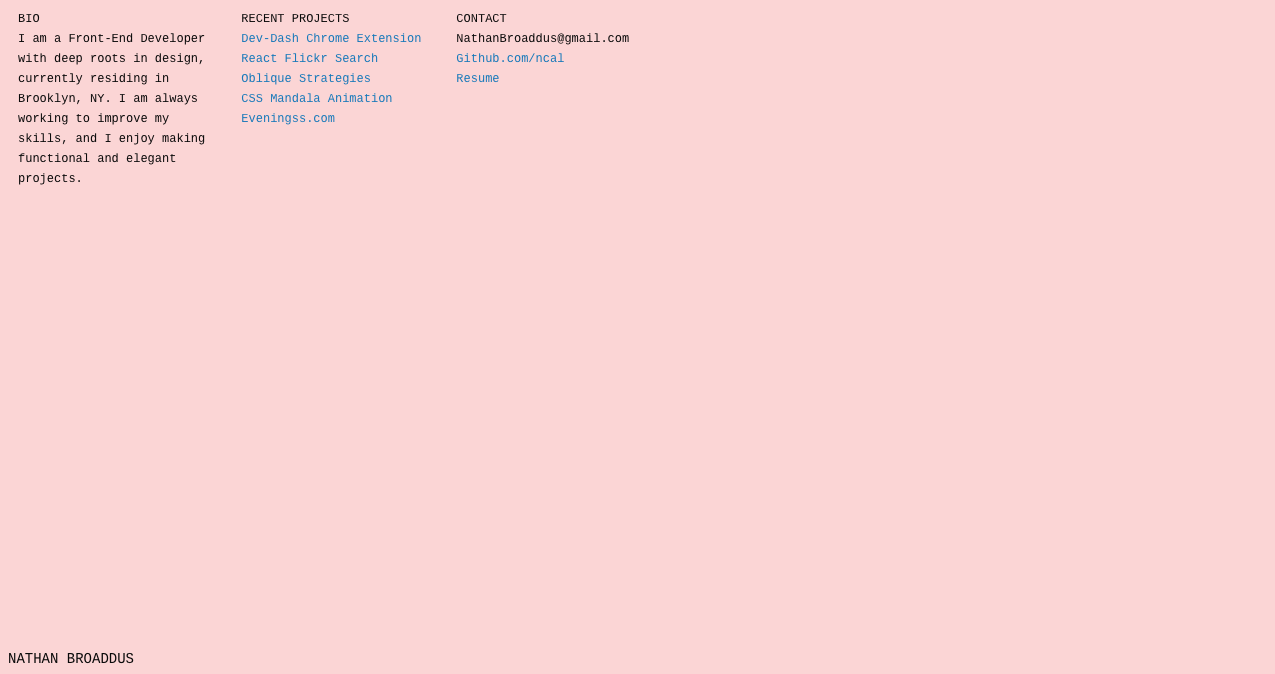 BIO
I am a Front-End Developer
with deep roots in design,
currently residing in
Brooklyn, NY. I am always
working to improve my
skills, and I enjoy making
functional and elegant
projects.
RECENT PROJECTS
Dev-Dash Chrome Extension
React Flickr Search
Oblique Strategies
CSS Mandala Animation
Eveningss.com
CONTACT
NathanBroaddus@gmail.com
Github.com/ncal
Resume
NATHAN BROADDUS